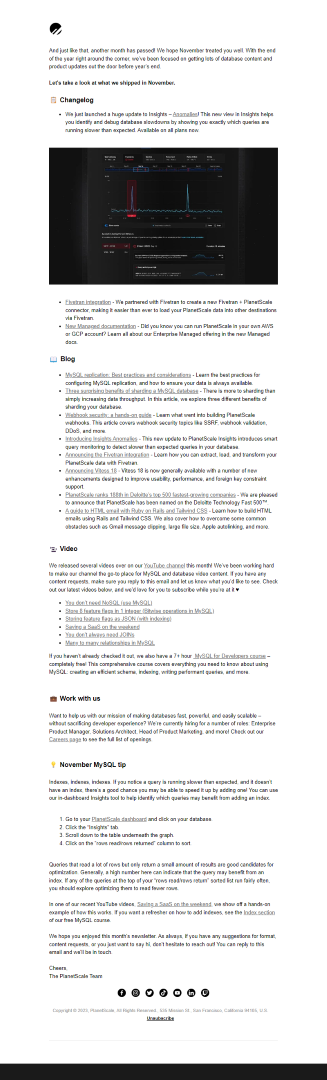 And just like that, another month has passed! We hope November treated you well. With the end
of the year right around the corner, we've been focused on getting lots of database content and
product updates out the door before year's end.
Let's take a look at what we shipped in November.
Changelog
We just launched a huge update to Insights – Anomalies! This new view in Insights helps
you identify and debug database slowdowns by showing you exactly which queries are
running slower than expected. Available on all plans now.
Fivetran integration - We partnered with Fivetran to create a new Fivetran + PlanetScale
connector, making it easier than ever to load your PlanetScale data into other destinations
via Fivetran.
New Managed documentation - Did you know you can run PlanetScale in your own AWS
or GCP account? Learn all about our Enterprise Managed offering in the new Managed
docs.
Blog
MySQL replication: Best practices and considerations - Learn the best practices for
configuring MySQL replication, and how to ensure your data is always available.
Three surprising benefits of sharding a MySQL database - There is more to sharding than
simply increasing data throughput. In this article, we explore three different benefits of
sharding your database.
Webhook security: a hands-on guide - Learn what went into building PlanetScale
webhooks. This article covers webhook security topics like SSRF, webhook validation,
DDoS, and more.
Introducing Insights Anomalies - This new update to PlanetScale Insights introduces smart
query monitoring to detect slower than expected queries in your database.
Announcing the Fivetran integration - Learn how you can extract, load, and transform your
PlanetScale data with Fivetran.
Announcing Vitess 18 - Vitess 18 is now generally available with a number of new
enhancements designed to improve usability, performance, and foreign key constraint
support.
PlanetScale ranks 188th in Deloitte's top 500 fastest-growing companies - We are pleased
to announce that PlanetScale has been named on the Deloitte Technology Fast 500™.
A guide to HTML email with Ruby on Rails and Tailwind CSS - Learn how to build HTML
emails using Rails and Tailwind CSS. We also cover how to overcome some common
obstacles such as Gmail message clipping, large file size, Apple autolinking, and more.
Video
We released several videos over on our YouTube channel this month! We've been working hard
to make our channel the go-to place for MySQL and database video content. If you have any
content requests, make sure you reply to this email and let us know what you'd like to see. Check
out our latest videos below, and we'd love for you to subscribe while you're at it ♥
You don't need NoSQL (use MySQL)
Store 8 feature flags in 1 integer (Bitwise operations in MySQL)
Storing feature flags as JSON (with indexing)
Saving a SaaS on the weekend
You don't always need JOINs
Many to many relationships in MySQL
If you haven't already checked it out, we also have a 7+ hour MySQL for Developers course –
completely free! This comprehensive course covers everything you need to know about using
MySQL: creating an efficient schema, indexing, writing performant queries, and more.
Work with us
Want to help us with our mission of making databases fast, powerful, and easily scalable –
without sacrificing developer experience? We're currently hiring for a number of roles: Enterprise
Product Manager, Solutions Architect, Head of Product Marketing, and more! Check out our
Careers page to see the full list of openings.
November MySQL tip
Indexes, indexes, indexes. If you notice a query is running slower than expected, and it doesn't
have an index, there's a good chance you may be able to speed it up by adding one! You can use
our in-dashboard Insights tool to help identify which queries may benefit from adding an index.
1. Go to your PlanetScale dashboard and click on your database.
2. Click the "Insights" tab.
3. Scroll down to the table underneath the graph.
4. Click on the "rows read/rows returned" column to sort.
Queries that read a lot of rows but only return a small amount of results are good candidates for
optimization. Generally, a high number here can indicate that the query may benefit from an
index. If any of the queries at the top of your "rows read/rows return" sorted list run fairly often,
you should explore optimizing them to read fewer rows.
In one of our recent YouTube videos, Saving a SaaS on the weekend, we show off a hands-on
example of how this works. If you want a refresher on how to add indexes, see the Index section
of our free MySQL course.
We hope you enjoyed this month's newsletter. As always, if you have any suggestions for format,
content requests, or you just want to say hi, don't hesitate to reach out! You can reply to this
email and we'll be in touch.
Cheers,
The PlanetScale Team
Copyright © 2023, PlanetScale, All Rights Reserved, 535 Mission St., San Francisco, California 94105, U.S.
Unsubscribe